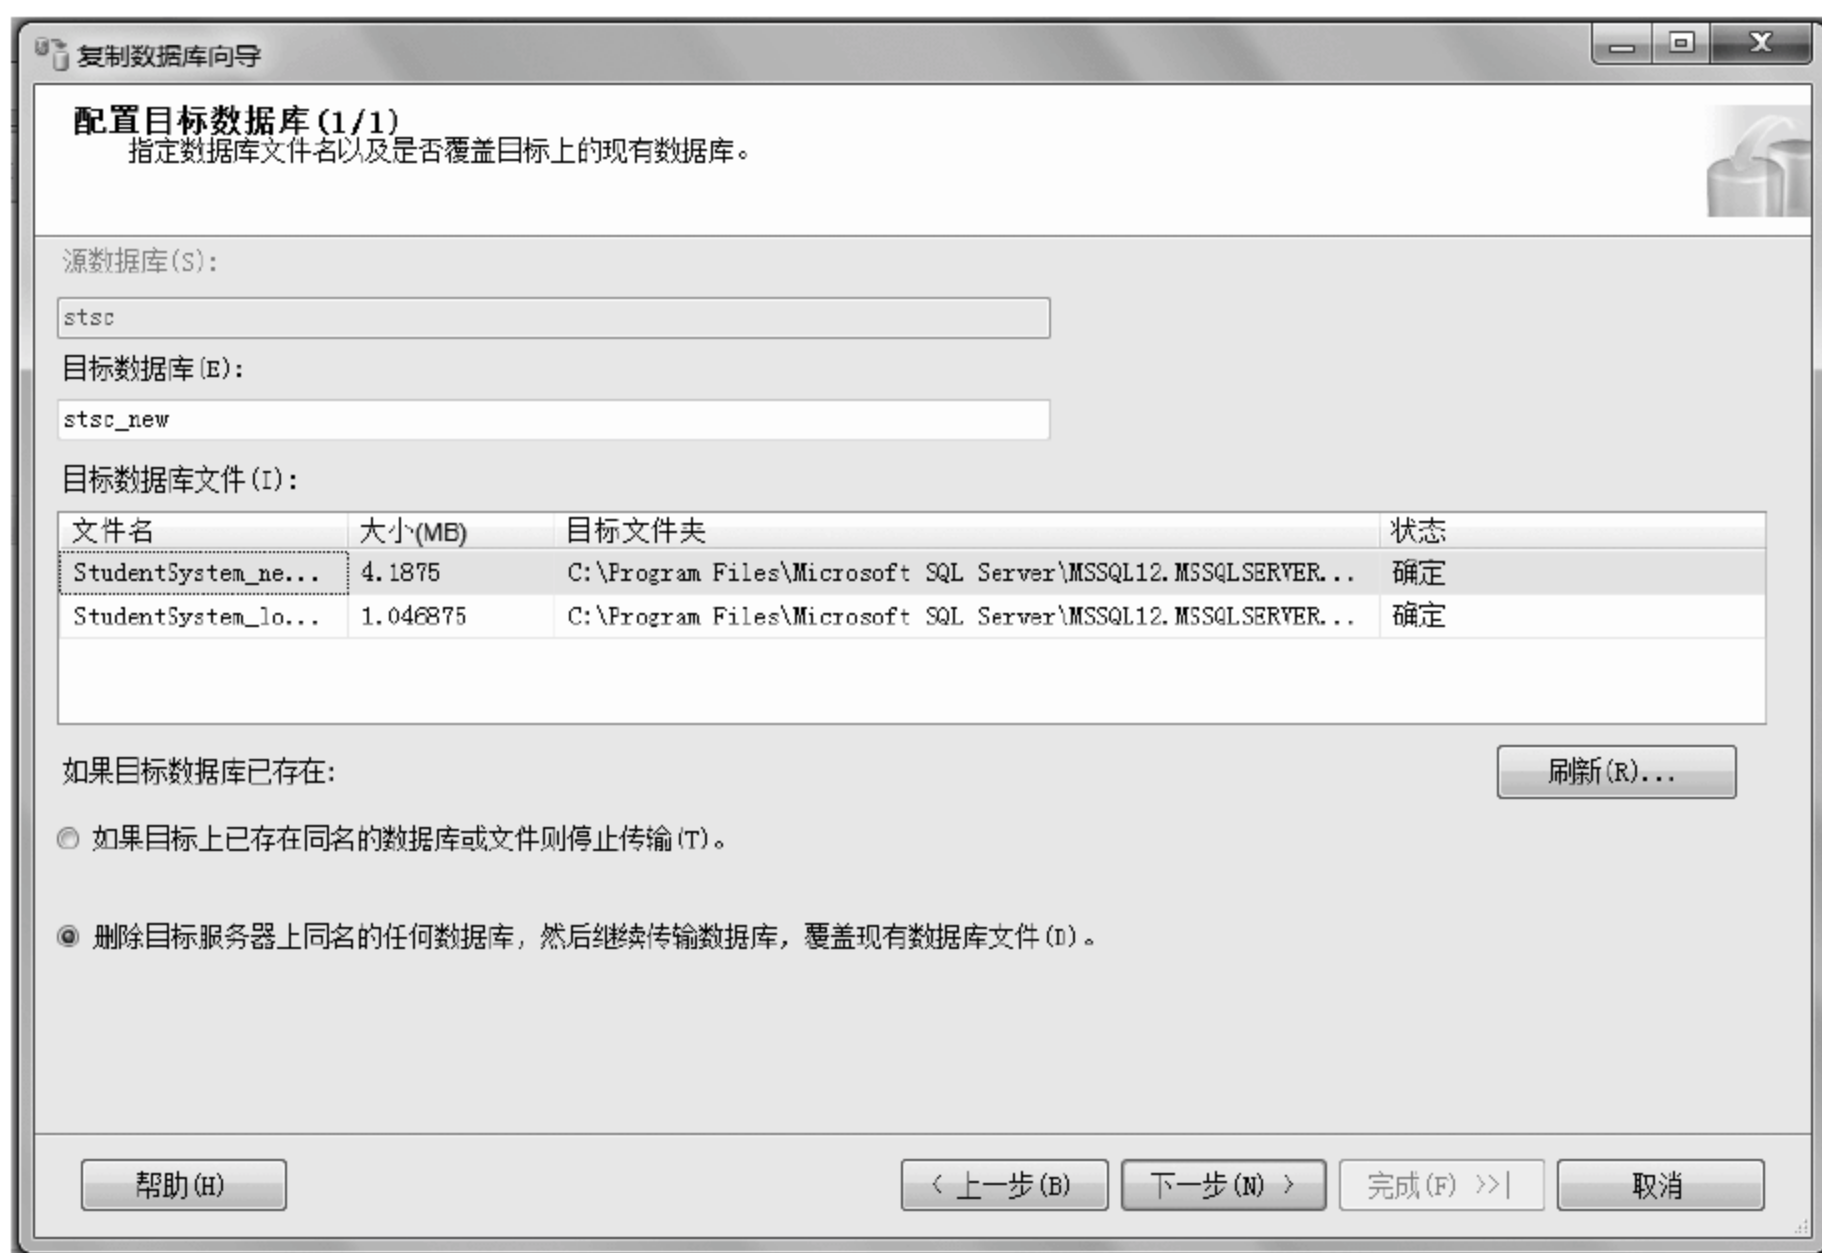 复制数据库向导
配置目标数据库(1/1)
指定数据库文件名以及是否覆盖目标上的现有数据库。
源数据库(S):
stsc
目标数据库(E):
stsc_new
目标数据库文件(I):
文件名 大小(MB) 目标文件夹 状态
StudentSystem_ne... 4.1875 C:\Program Files\Microsoft SQL Server\MSSQL12.MSSQLSERVER... 确定
StudentSystem_lo... 1.046875 C:\Program Files\Microsoft SQL Server\MSSQL12.MSSQLSERVER... 确定
如果目标数据库已存在: 刷新(R)...
如果目标上已存在同名的数据库或文件则停止传输(T)。
删除目标服务器上同名的任何数据库, 然后继续传输数据库, 覆盖现有数据库文件(D)。
帮助(H) < 上一步(B) 下一步(N) > 完成(F) >>| 取消